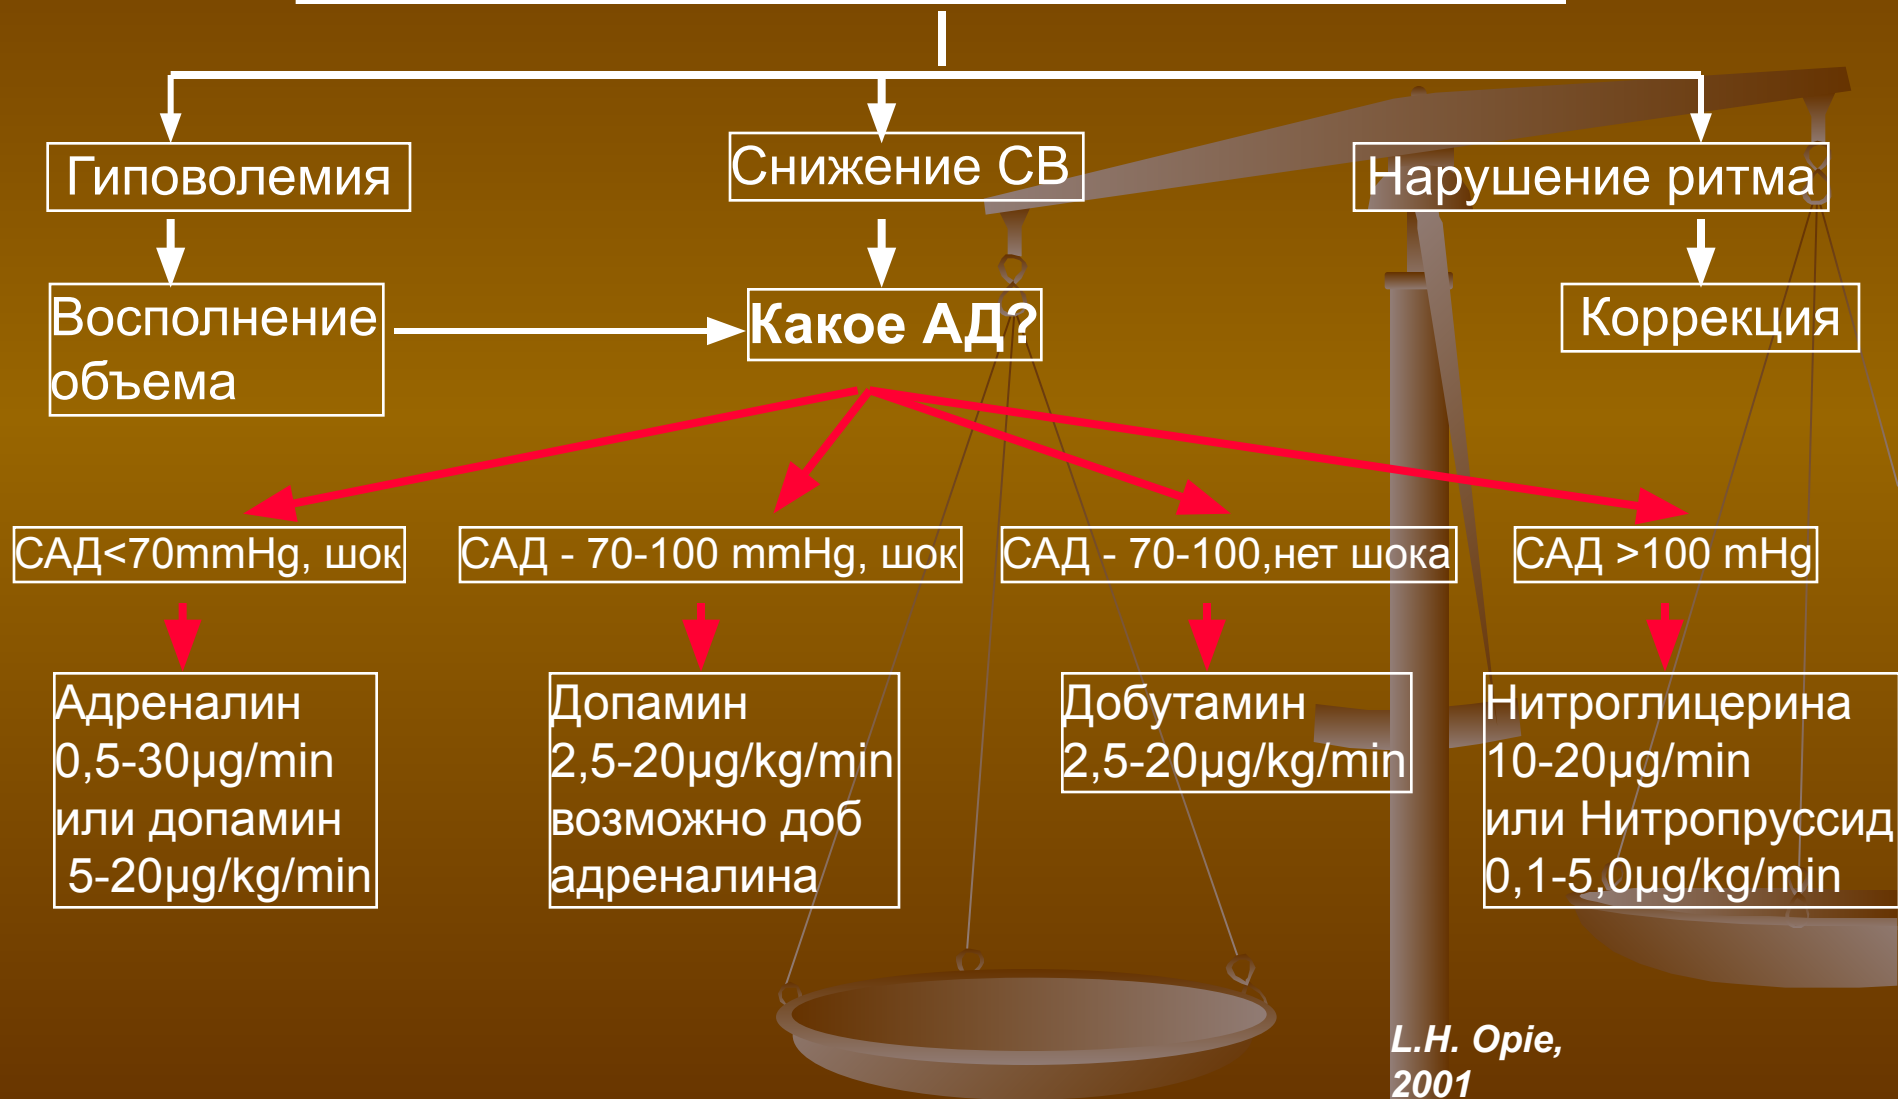 Гиповолемия
Снижение СВ
Нарушение ритма
Восполнение
объема
Какое АД?
Коррекция
САД<70mmHg, шок
САД - 70-100 mmHg, шок
САД - 70-100,нет шока
САД >100 mHg
Адреналин
0,5-30µg/min
или допамин
5-20µg/kg/min
Допамин
2,5-20µg/kg/min
возможно доб
адреналина
Добутамин
2,5-20µg/kg/min
Нитроглицерина
10-20µg/min
или Нитропруссид
0,1-5,0µg/kg/min
L.H. Opie,
2001